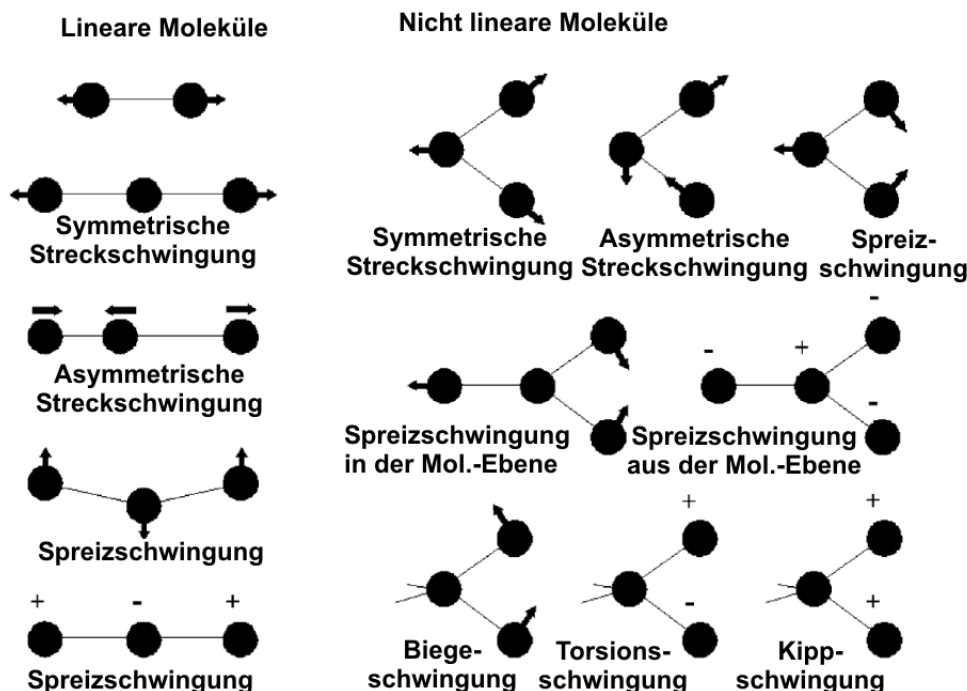 Lineare Moleküle
Symmetrische
Streckschwingung
Asymmetrische
Streckschwingung
Spreizschwingung
+ - +
Spreizschwingung
Nicht lineare Moleküle
Symmetrische
Streckschwingung
Asymmetrische
Streckschwingung
Spreiz-
schwingung
Spreizschwingung
in der Mol.-Ebene
-
- +
-
Spreizschwingung
aus der Mol.-Ebene
Biege-
schwingung
+
-
Torsions-
schwingung
+
+
Kipp-
schwingung